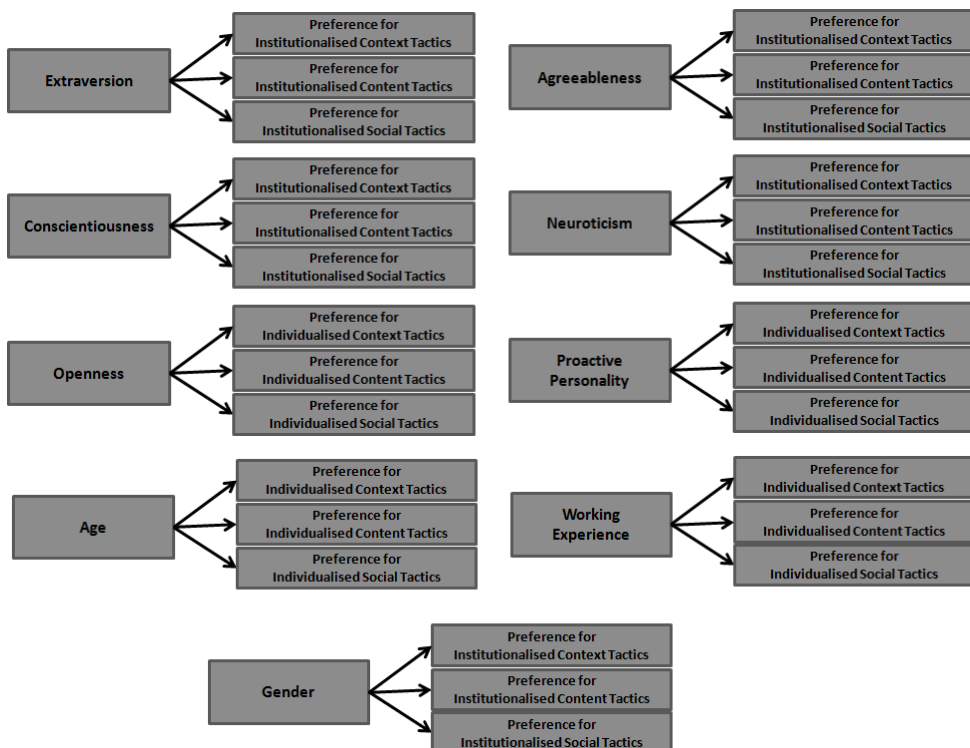 Extraversion
Preference for
Institutionalised Context Tactics
Preference for
Institutionalised Content Tactics
Preference for
Institutionalised Social Tactics
Agreeableness
Preference for
Institutionalised Context Tactics
Preference for
Institutionalised Content Tactics
Preference for
Institutionalised Social Tactics
Conscientiousness
Preference for
Institutionalised Context Tactics
Preference for
Institutionalised Content Tactics
Preference for
Institutionalised Social Tactics
Neuroticism
Preference for
Institutionalised Context Tactics
Preference for
Institutionalised Content Tactics
Preference for
Institutionalised Social Tactics
Openness
Preference for
Individualised Context Tactics
Preference for
Individualised Content Tactics
Preference for
Individualised Social Tactics
Proactive
Personality
Preference for
Individualised Context Tactics
Preference for
Individualised Content Tactics
Preference for
Individualised Social Tactics
Age
Preference for
Individualised Context Tactics
Preference for
Individualised Content Tactics
Preference for
Individualised Social Tactics
Working
Experience
Preference for
Individualised Context Tactics
Preference for
Individualised Content Tactics
Preference for
Individualised Social Tactics
Gender
Preference for
Institutionalised Context Tactics
Preference for
Institutionalised Content Tactics
Preference for
Institutionalised Social Tactics